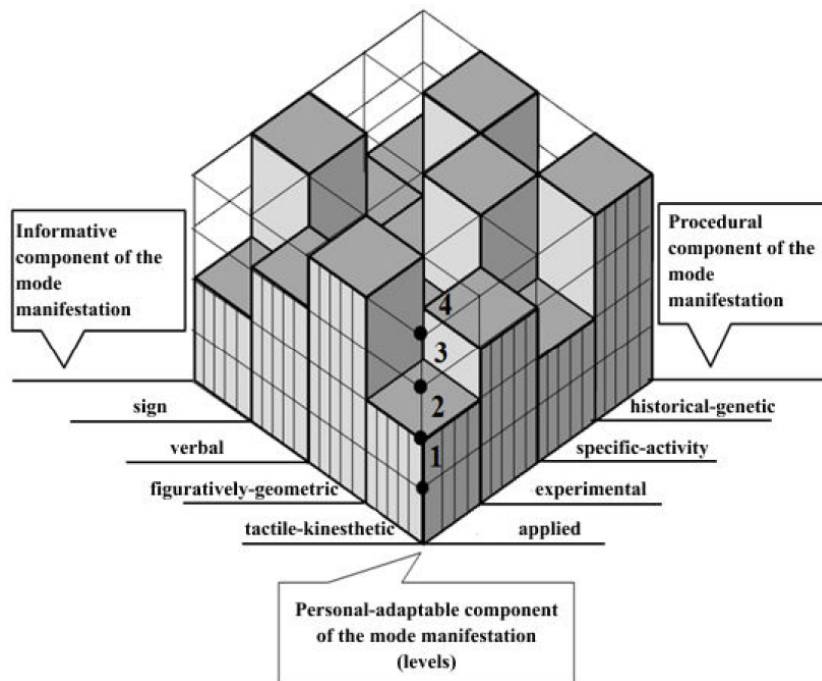 Informative
component of the
mode
manifestation
Procedural
component of the
mode
manifestation
4
3
2
1
sign
verbal
figuratively-geometric
tactile-kinesthetic
historical-genetic
specific-activity
experimental
applied
Personal-adaptable component
of the mode manifestation
(levels)